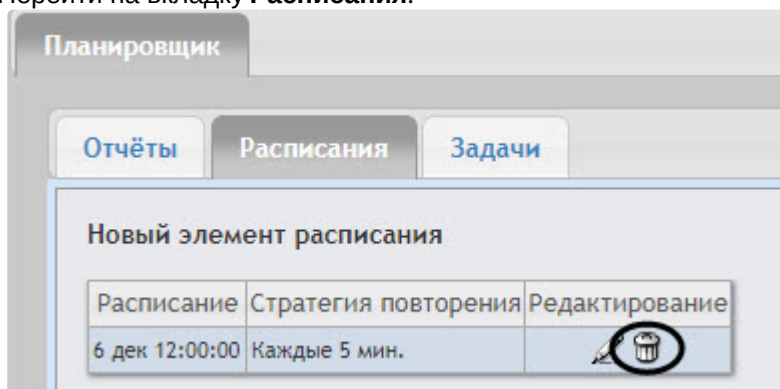 Перейти на вкладку Расписания.
Планировщик
Отчёты Расписания Задачи
Новый элемент расписания
Расписание Стратегия повторения Редактирование
6 дек 12:00:00 Каждые 5 мин.